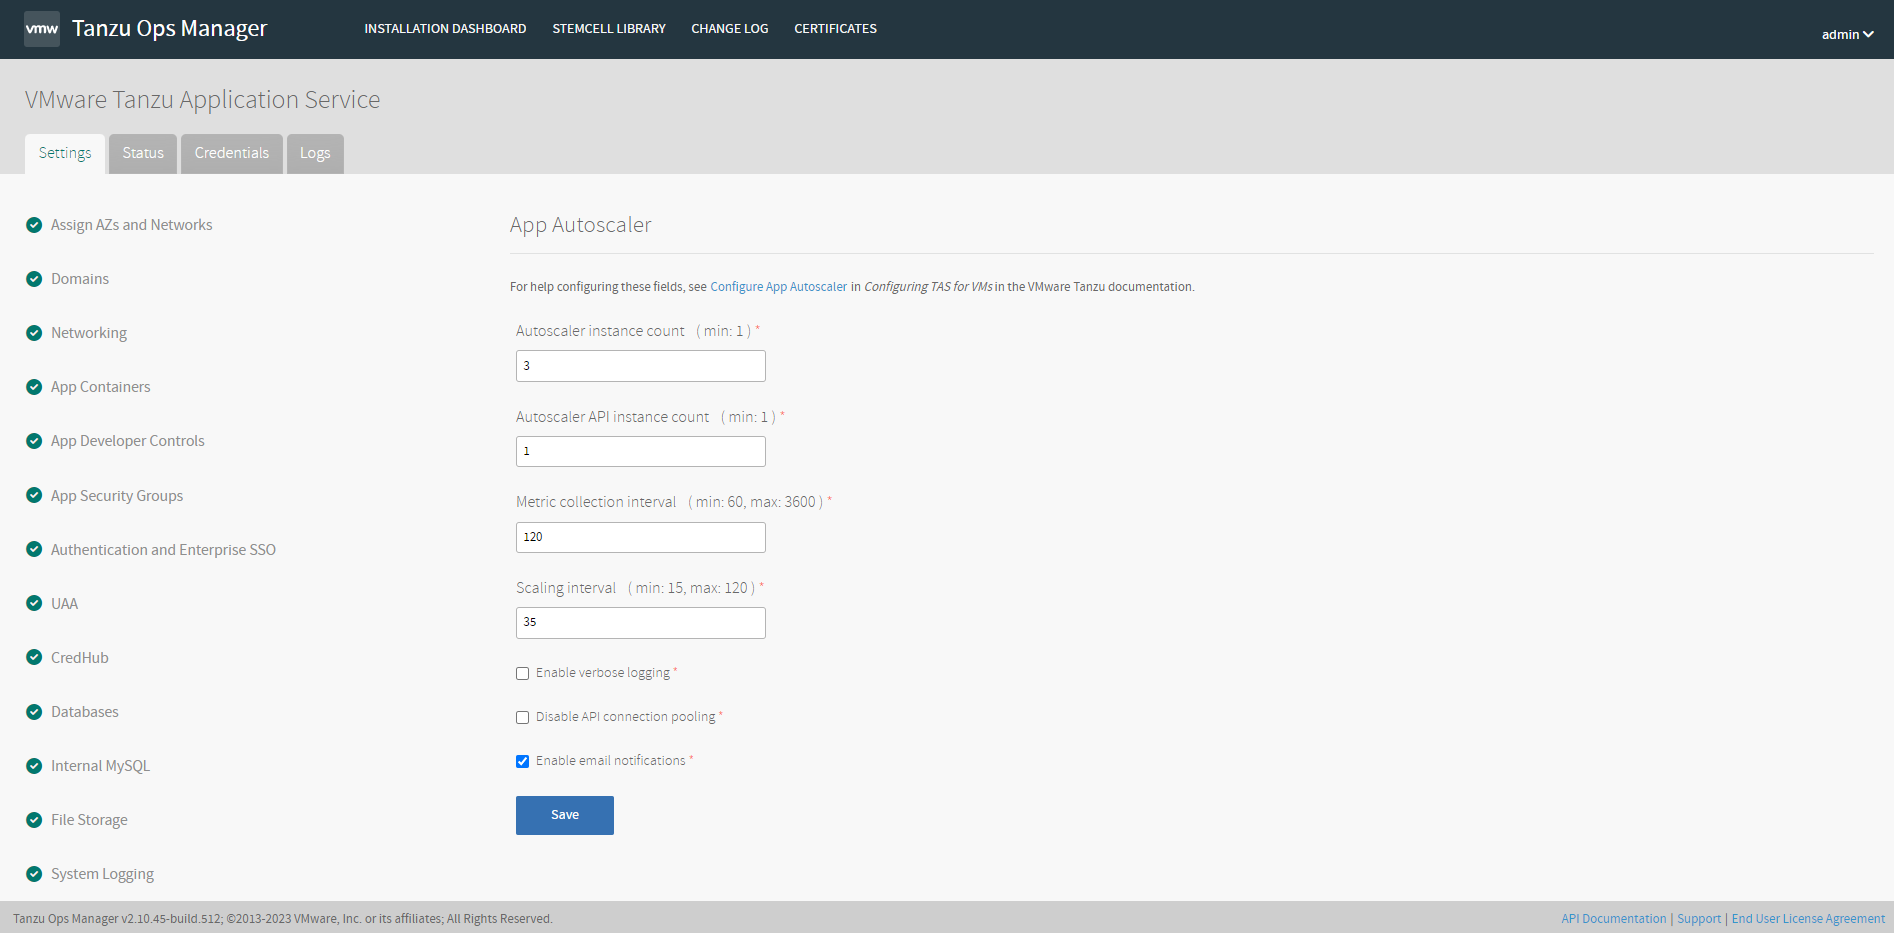 vmw Tanzu Ops Manager INSTALLATION DASHBOARD STEMCELL LIBRARY CHANGE LOG CERTIFICATES admin
VMware Tanzu Application Service
Settings Status Credentials Logs
Assign AZs and Networks
Domains
Networking
App Containers
App Developer Controls
App Security Groups
Authentication and Enterprise SSO
UAA
CredHub
Databases
Internal MySQL
File Storage
System Logging
App Autoscaler
For help configuring these fields, see Configure App Autoscaler in Configuring TAS for VMs in the VMware Tanzu documentation.
Autoscaler instance count ( min: 1 ) *
3
Autoscaler API instance count ( min: 1 ) *
1
Metric collection interval ( min: 60, max: 3600 ) *
120
Scaling interval ( min: 15, max: 120 ) *
35
Enable verbose logging *
Disable API connection pooling *
Enable email notifications *
Save
Tanzu Ops Manager v2.10.45-build.512; ©2013-2023 VMware, Inc. or its affiliates; All Rights Reserved. API Documentation | Support | End User License Agreement